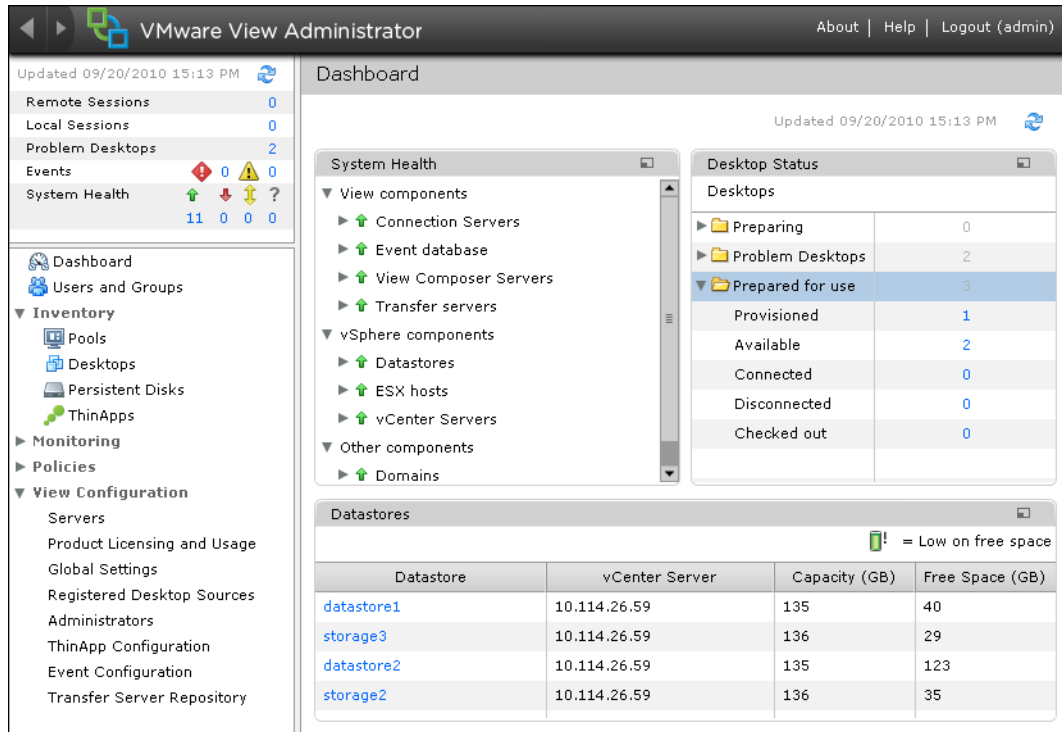 VMware View Administrator
About | Help | Logout (admin)
Updated 09/20/2010 15:13 PM
Remote Sessions 0
Local Sessions 0
Problem Desktops 2
Events 0 0
System Health ?
11 0 0 0
Dashboard
Users and Groups
Inventory
Pools
Desktops
Persistent Disks
ThinApps
Monitoring
Policies
View Configuration
Servers
Product Licensing and Usage
Global Settings
Registered Desktop Sources
Administrators
ThinApp Configuration
Event Configuration
Transfer Server Repository
Dashboard
Updated 09/20/2010 15:13 PM
System Health
View components
Connection Servers
Event database
View Composer Servers
Transfer servers
vSphere components
Datastores
ESX hosts
vCenter Servers
Other components
Domains
Desktop Status
Desktops
Preparing 0
Problem Desktops 2
Prepared for use 3
Provisioned 1
Available 2
Connected 0
Disconnected 0
Checked out 0
Datastores
! = Low on free space
Datastore vCenter Server Capacity (GB) Free Space (GB)
datastore1 10.114.26.59 135 40
storage3 10.114.26.59 136 29
datastore2 10.114.26.59 135 123
storage2 10.114.26.59 136 35